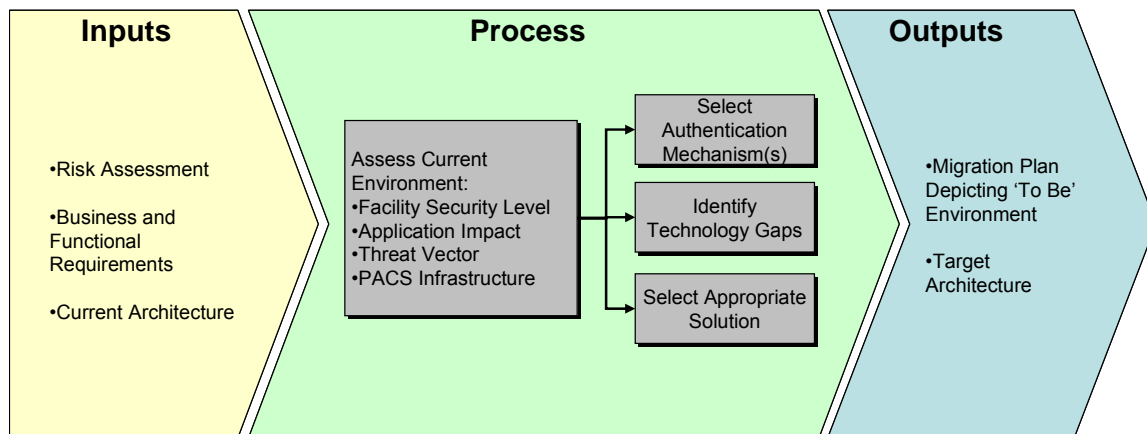 Inputs
•Risk Assessment
•Business and
Functional
Requirements
•Current Architecture
Process
Assess Current
Environment:
•Facility Security Level
•Application Impact
•Threat Vector
•PACS Infrastructure
Select
Authentication
Mechanism(s)
Identify
Technology Gaps
Select Appropriate
Solution
Outputs
•Migration Plan
Depicting ‘To Be’
Environment
•Target
Architecture